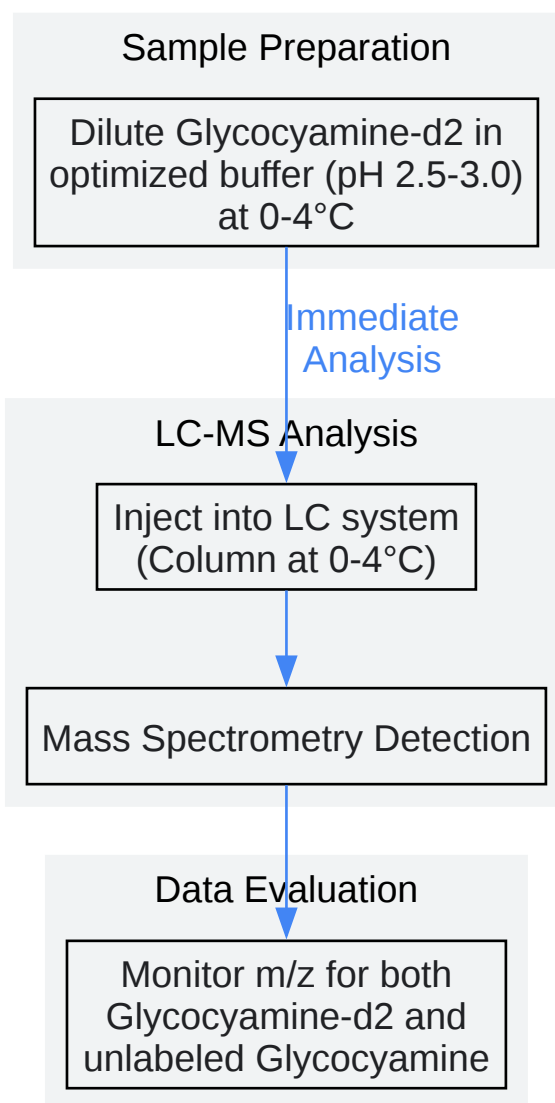 Sample Preparation
Dilute Glycocyamine-d2 in
optimized buffer (pH 2.5-3.0)
at 0-4°C
Immediate
Analysis
LC-MS Analysis
Inject into LC system
(Column at 0-4°C)
Mass Spectrometry Detection
Data Evaluation
Monitor m/z for both
Glycocyamine-d2 and
unlabeled Glycocyamine